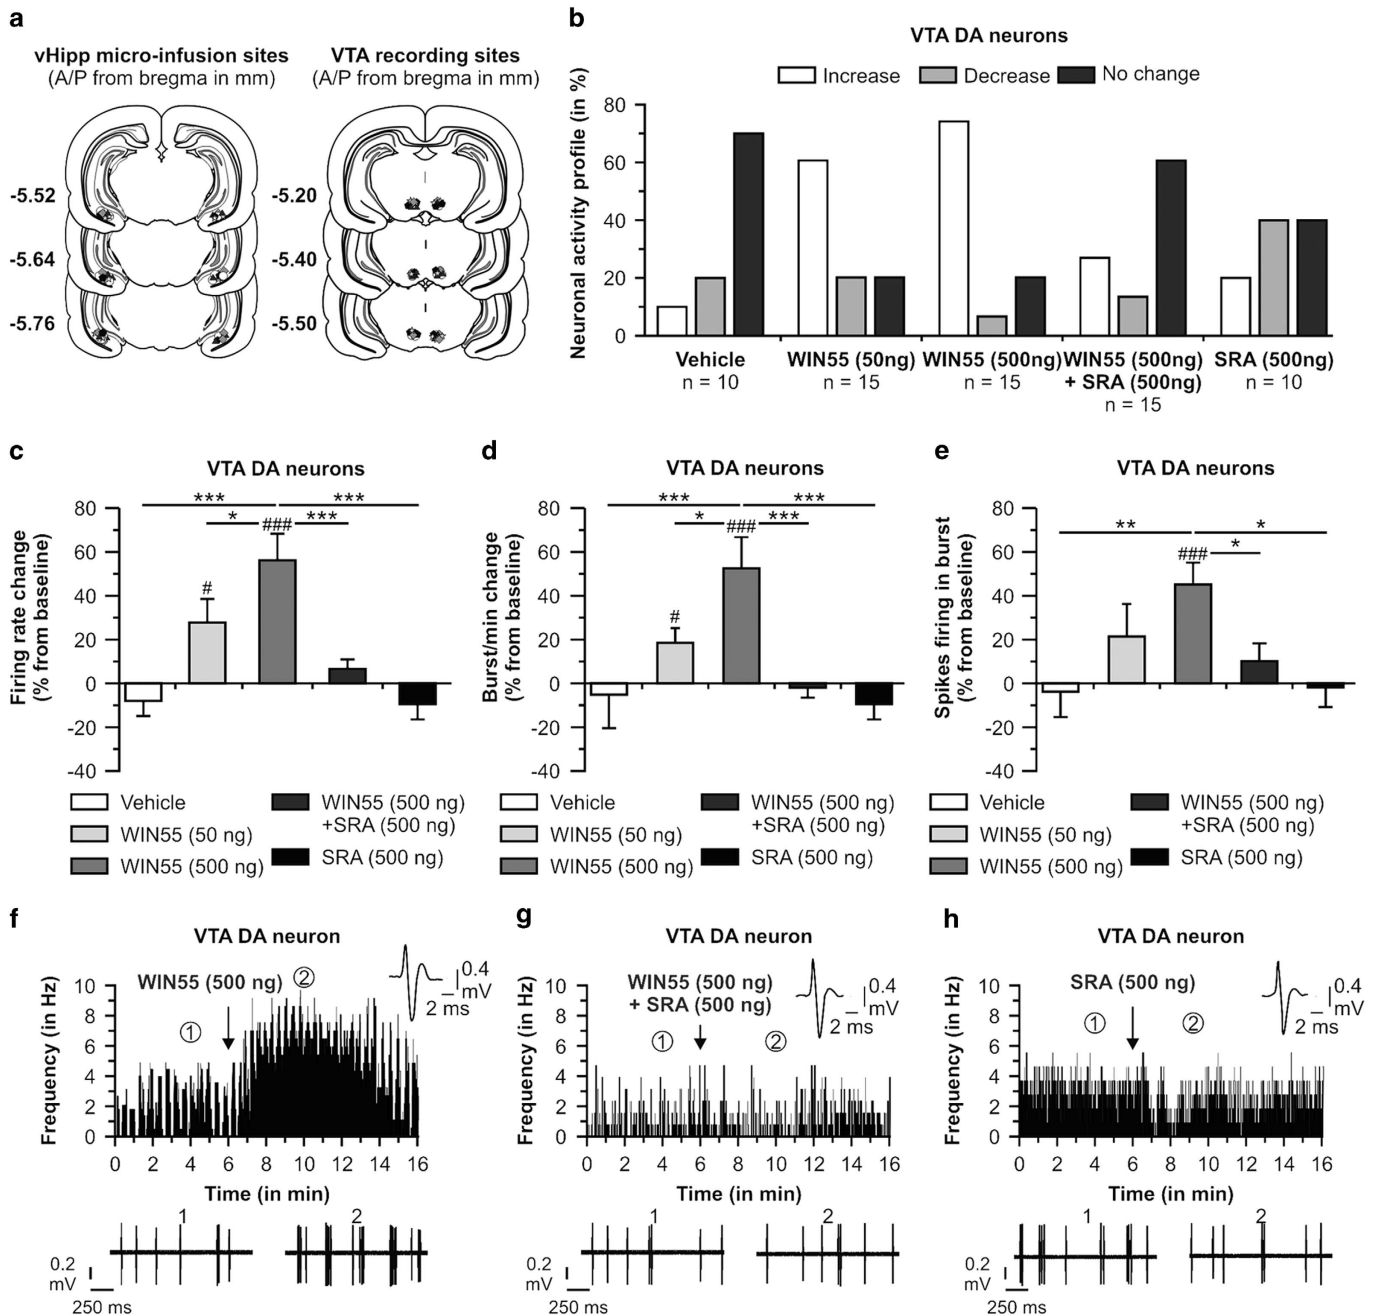 a
vHipp micro-infusion sites
(A/P from bregma in mm)
-5.52
-5.64
-5.76
VTA recording sites
(A/P from bregma in mm)
-5.20
-5.40
-5.50
b
VTA DA neurons
Increase Decrease No change
Neuronal activity profile (in %)
80
60
40
20
0
Vehicle
n = 10
WIN55 (50ng)
n = 15
WIN55 (500ng)
n = 15
WIN55 (500ng)
+ SRA (500ng)
n = 15
SRA (500ng)
n = 10
c
VTA DA neurons
Firing rate change
(% from baseline)
80
60
40
20
0
-20
-40
*** ***
* ### ***
#
Vehicle
WIN55 (50 ng)
WIN55 (500 ng)
WIN55 (500 ng)
+SRA (500 ng)
SRA (500 ng)
d
VTA DA neurons
Burst/min change
(% from baseline)
80
60
40
20
0
-20
-40
*** ***
* ### ***
#
Vehicle
WIN55 (50 ng)
WIN55 (500 ng)
WIN55 (500 ng)
+SRA (500 ng)
SRA (500 ng)
e
VTA DA neurons
Spikes firing in burst
(% from baseline)
80
60
40
20
0
-20
-40
** *
### *
Vehicle
WIN55 (50 ng)
WIN55 (500 ng)
WIN55 (500 ng)
+SRA (500 ng)
SRA (500 ng)
f
VTA DA neuron
WIN55 (500 ng)
① ②
0.4
mV
2 ms
Frequency (in Hz)
10
8
6
4
2
0
0 2 4 6 8 10 12 14 16
Time (in min)
1 2
0.2
mV
250 ms
g
VTA DA neuron
WIN55 (500 ng)
+ SRA (500 ng)
① ②
0.4
mV
2 ms
Frequency (in Hz)
10
8
6
4
2
0
0 2 4 6 8 10 12 14 16
Time (in min)
1 2
0.2
mV
250 ms
h
VTA DA neuron
SRA (500 ng)
① ②
0.4
mV
2 ms
Frequency (in Hz)
10
8
6
4
2
0
0 2 4 6 8 10 12 14 16
Time (in min)
1 2
0.2
mV
250 ms